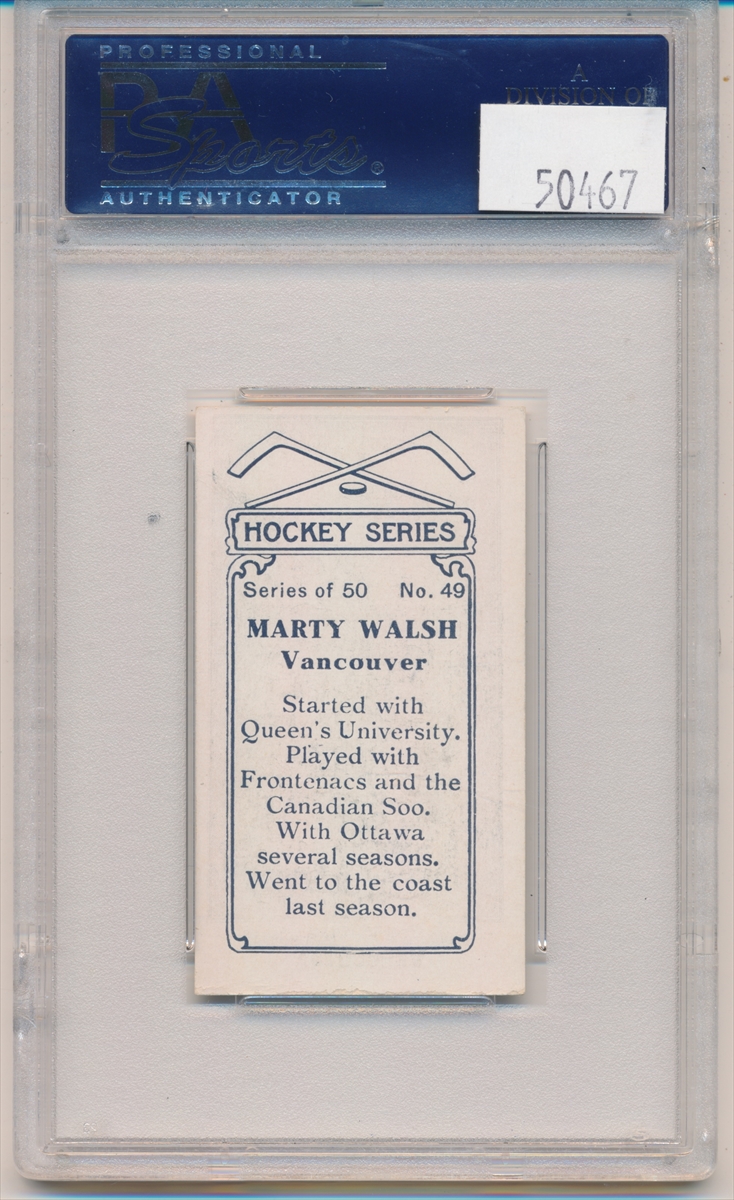 PROFESSIONAL
PSA
Sports®
AUTHENTICATOR
A
DIVISION OF
50467
HOCKEY SERIES
Series of 50 No. 49
MARTY WALSH
Vancouver
Started with
Queen's University.
Played with
Frontenacs and the
Canadian Soo.
With Ottawa
several seasons.
Went to the coast
last season.